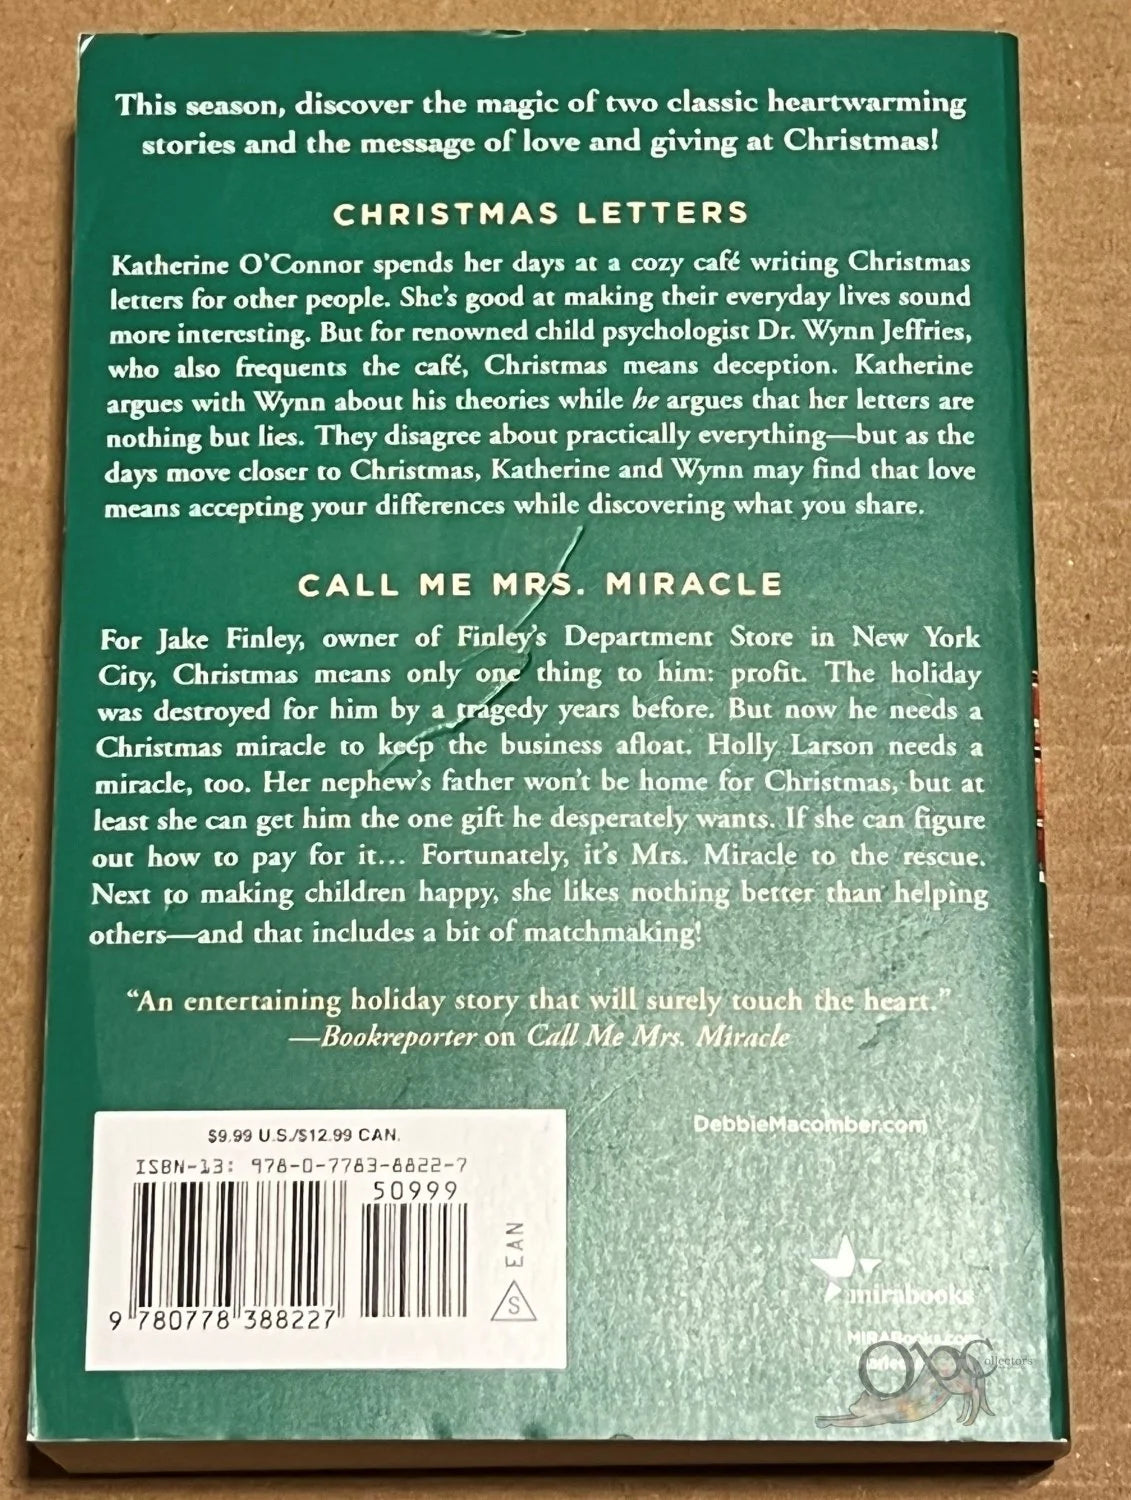 This season, discover the magic of two classic heartwarming
stories and the message of love and giving at Christmas!
CHRISTMAS LETTERS
Katherine O'Connor spends her days at a cozy café writing Christmas
letters for other people. She's good at making their everyday lives sound
more interesting. But for renowned child psychologist Dr. Wynn Jeffries,
who also frequents the café, Christmas means deception. Katherine
argues with Wynn about his theories while he argues that her letters are
nothing but lies. They disagree about practically everything—but as the
days move closer to Christmas, Katherine and Wynn may find that love
means accepting your differences while discovering what you share.
CALL ME MRS. MIRACLE
For Jake Finley, owner of Finley's Department Store in New York
City, Christmas means only one thing to him: profit. The holiday
was destroyed for him by a tragedy years before. But now he needs a
Christmas miracle to keep the business afloat. Holly Larson needs a
miracle, too. Her nephew's father won't be home for Christmas, but at
least she can get him the one gift he desperately wants. If she can figure
out how to pay for it... Fortunately, it's Mrs. Miracle to the rescue.
Next to making children happy, she likes nothing better than helping
others—and that includes a bit of matchmaking!
"An entertaining holiday story that will surely touch the heart."
—Bookreporter on Call Me Mrs. Miracle
$9.99 U.S./$12.99 CAN.
ISBN-13: 978-0-7783-8822-7
50999
EAN
S
9 780778 388227
DebbieMacomber.com
mirabooks
MIRABooks.com
OPC ollectors